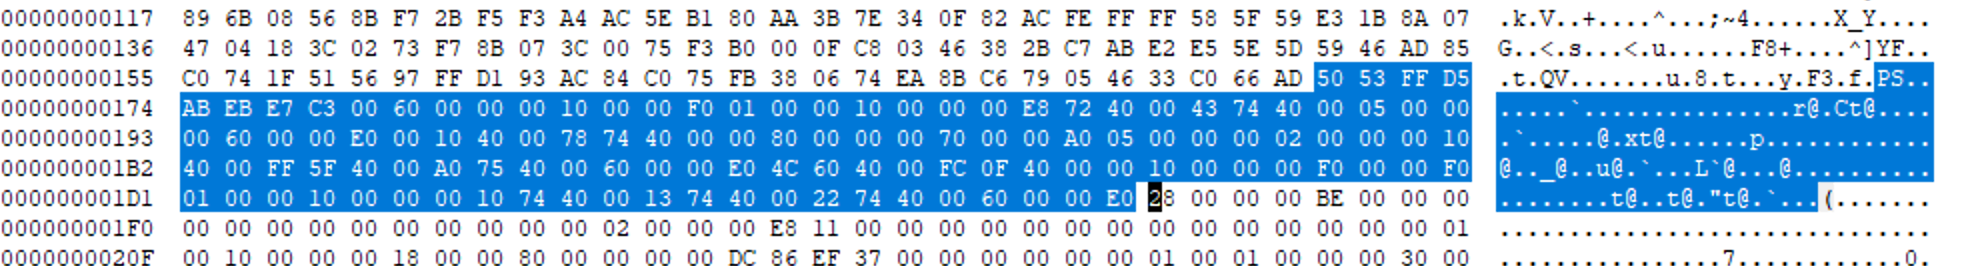 00000000117 89 6B 08 56 8B F7 2B F5 F3 A4 AC 5E B1 80 AA 3B 7E 34 0F 82 AC FE FF FF 58 5F 59 E3 1B 8A 07 .k.V..+....^...;~4......X_Y....
00000000136 47 04 18 3C 02 73 F7 8B 07 3C 00 75 F3 B0 00 0F C8 03 46 38 2B C7 AB E2 E5 5E 5D 59 46 AD 85 G..<.s...<.u......F8+....^]YF..
00000000155 C0 74 1F 51 56 97 FF D1 93 AC 84 C0 75 FB 38 06 74 EA 8B C6 79 05 46 33 C0 66 AD 50 53 FF D5 .t.QV.......u.8.t...y.F3.f.PS..
00000000174 AB EB E7 C3 00 60 00 00 00 10 00 00 F0 01 00 00 10 00 00 00 E8 72 40 00 43 74 40 00 05 00 00 .....`...............r@.Ct@....
00000000193 00 60 00 00 E0 00 10 40 00 78 74 40 00 00 80 00 00 00 70 00 00 A0 05 00 00 00 02 00 00 00 10 .`.....@.xt@......p............
000000001B2 40 00 FF 5F 40 00 A0 75 40 00 60 00 00 E0 4C 60 40 00 FC 0F 40 00 00 10 00 00 00 F0 00 00 F0 @.._@..u@.`...L`@...@..........
000000001D1 01 00 00 10 00 00 00 10 74 40 00 13 74 40 00 22 74 40 00 60 00 00 E0 28 00 00 00 BE 00 00 00 ........t@..t@."t@.`...(.......
000000001F0 00 00 00 00 00 00 00 02 00 00 00 E8 11 00 00 00 00 00 00 00 00 00 00 00 00 00 00 00 00 00 01 ...............................
0000000020F 00 10 00 00 00 18 00 00 80 00 00 00 00 DC 86 EF 37 00 00 00 00 00 00 01 00 01 00 00 00 30 00 ................7............0.